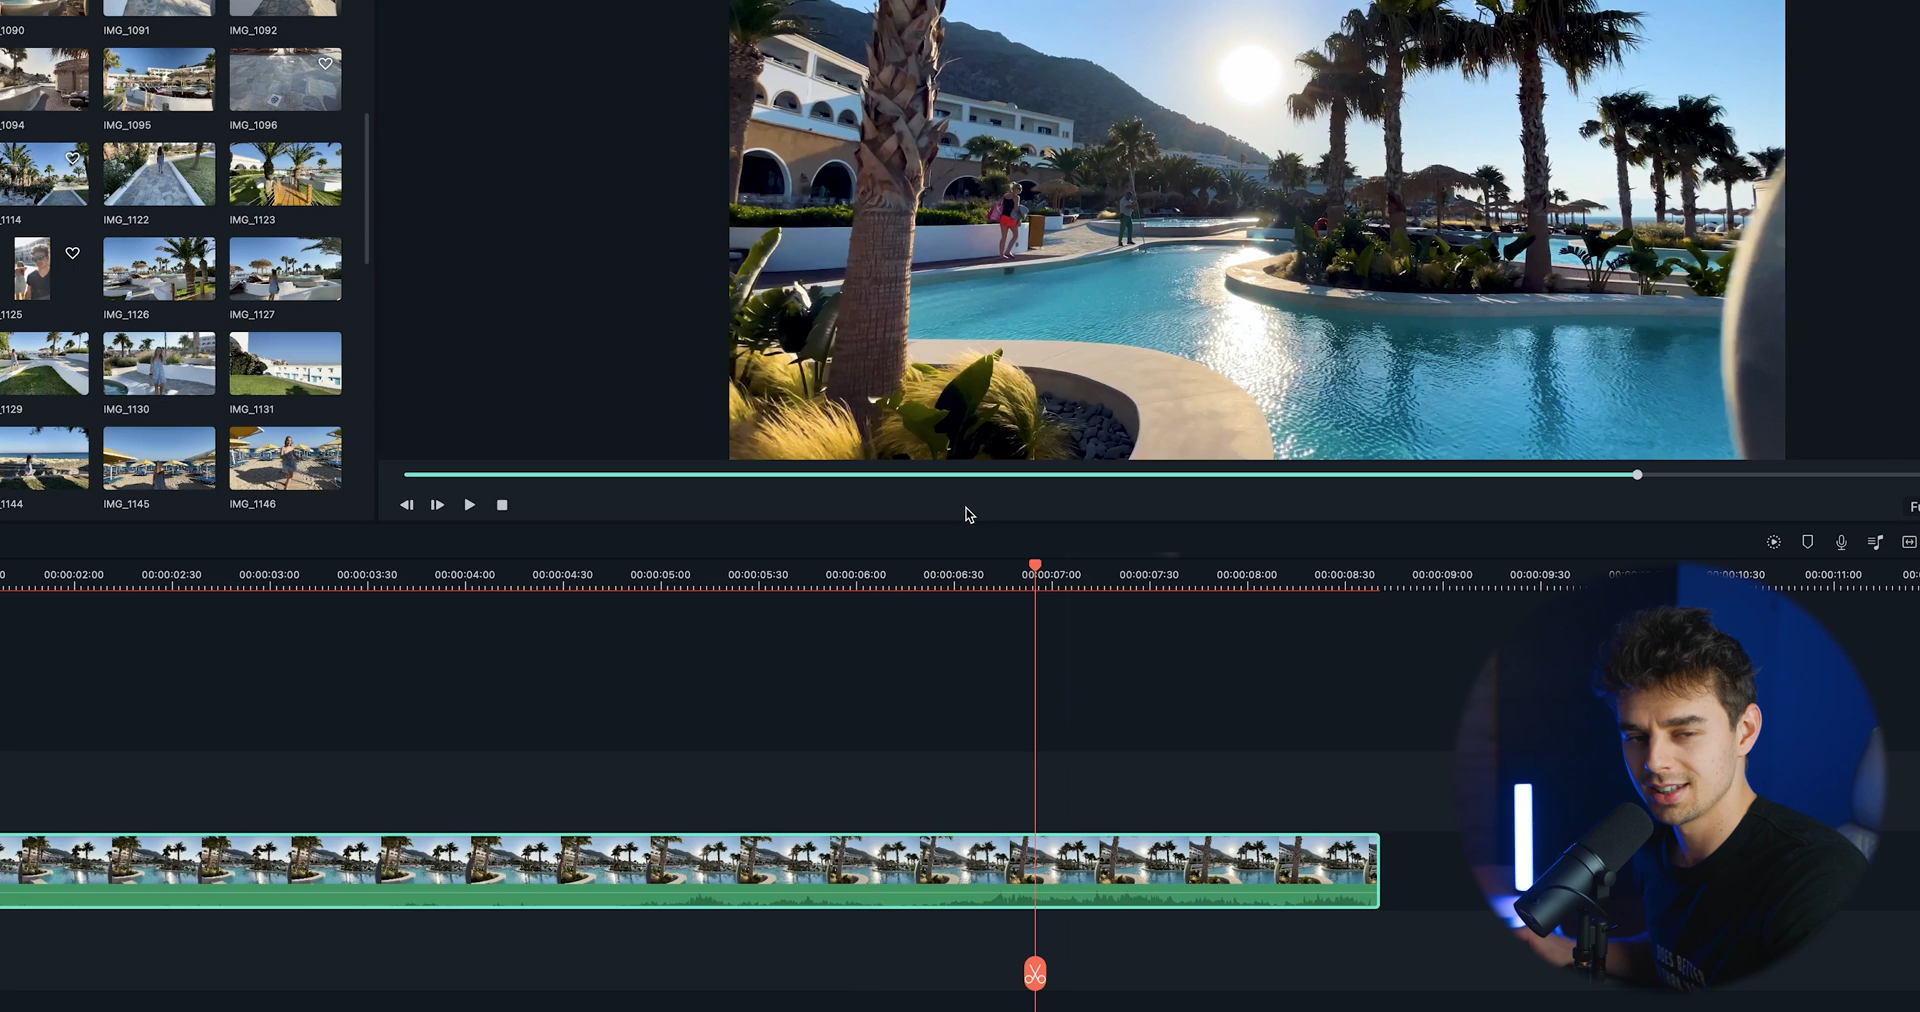 1090 IMG_1091 IMG_1092
1094 IMG_1095 IMG_1096
1114 IMG_1122 IMG_1123
1125 IMG_1126 IMG_1127
1129 IMG_1130 IMG_1131
1144 IMG_1145 IMG_1146
Fu
0 00:00:02:00 00:00:02:30 00:00:03:00 00:00:03:30 00:00:04:00 00:00:04:30 00:00:05:00 00:00:05:30 00:00:06:00 00:00:06:30 00:00:07:00 00:00:07:30 00:00:08:00 00:00:08:30 00:00:09:00 00:00:09:30 00:00:10:30 00:00:11:00 00: